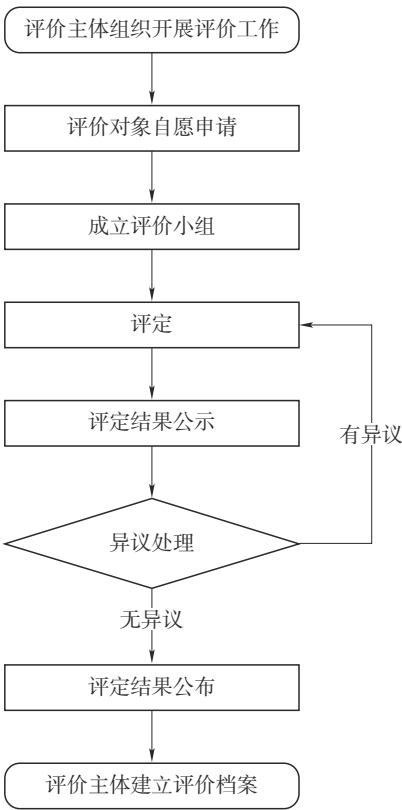 评价主体组织开展评价工作
评价对象自愿申请
成立评价小组
评定
评定结果公示
有异议
异议处理
无异议
评定结果公布
评价主体建立评价档案